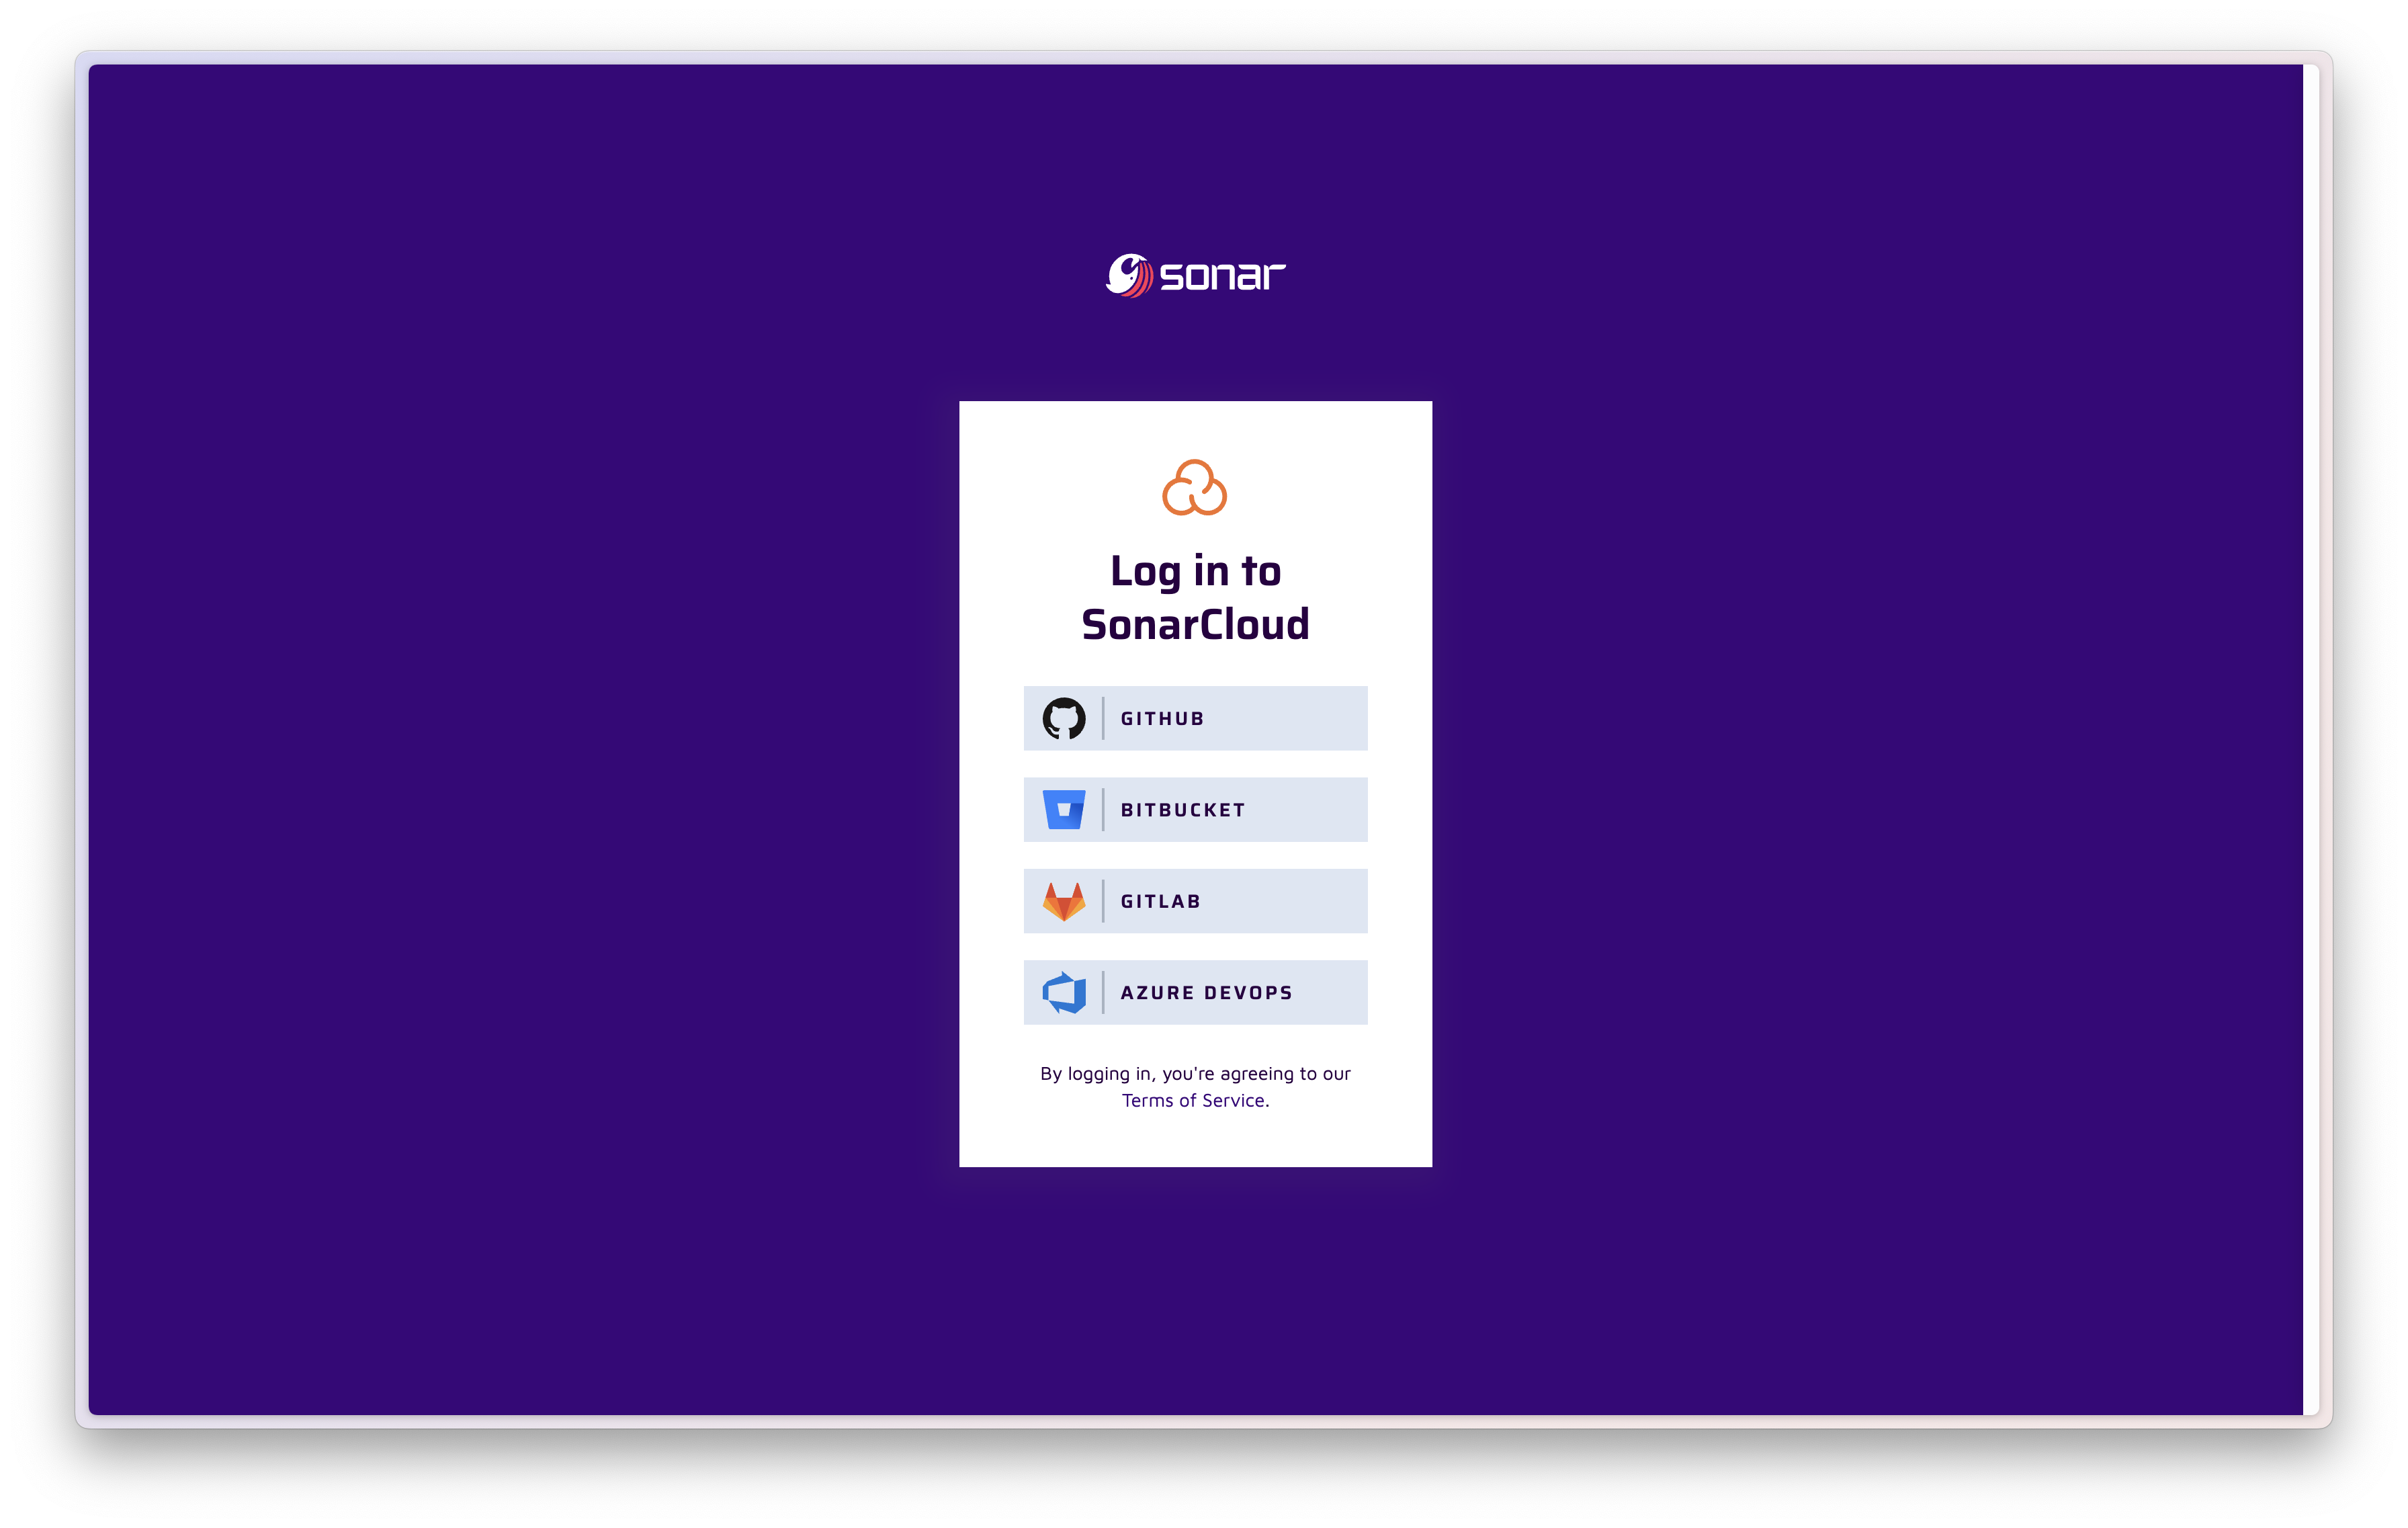 sonar
Log in to
SonarCloud
GITHUB
BITBUCKET
GITLAB
AZURE DEVOPS
By logging in, you're agreeing to our
Terms of Service.